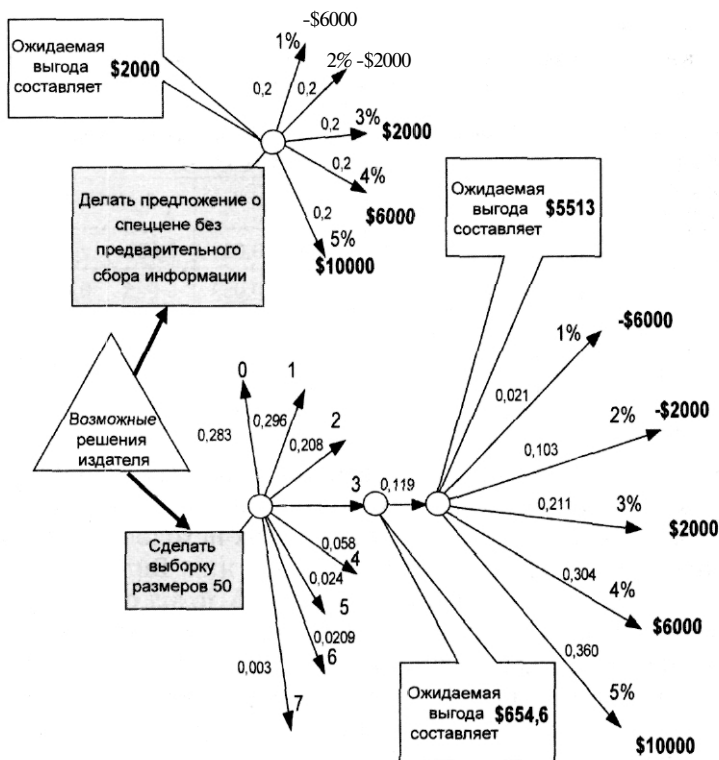 Ожидаемая
выгода $2000
составляет
-$6000
1%
2% -$2000
0,2
0,2
0,2
3%
$2000
0,2
4%
$6000
0,2
5%
$10000
Делать предложение о
спеццене без
предварительного
сбора информации
Ожидаемая
выгода $5513
составляет
Возможные
решения
издателя
0
1
2
0,283
0,296
0,208
3
0,119
0,058
4
0,024
5
0,0209
6
0,003
7
Сделать
выборку
размеров 50
-$6000
1%
0,021
-$2000
2%
0,103
3%
0,211
$2000
0,304
4%
$6000
0,360
5%
$10000
Ожидаемая
выгода $654,6
составляет